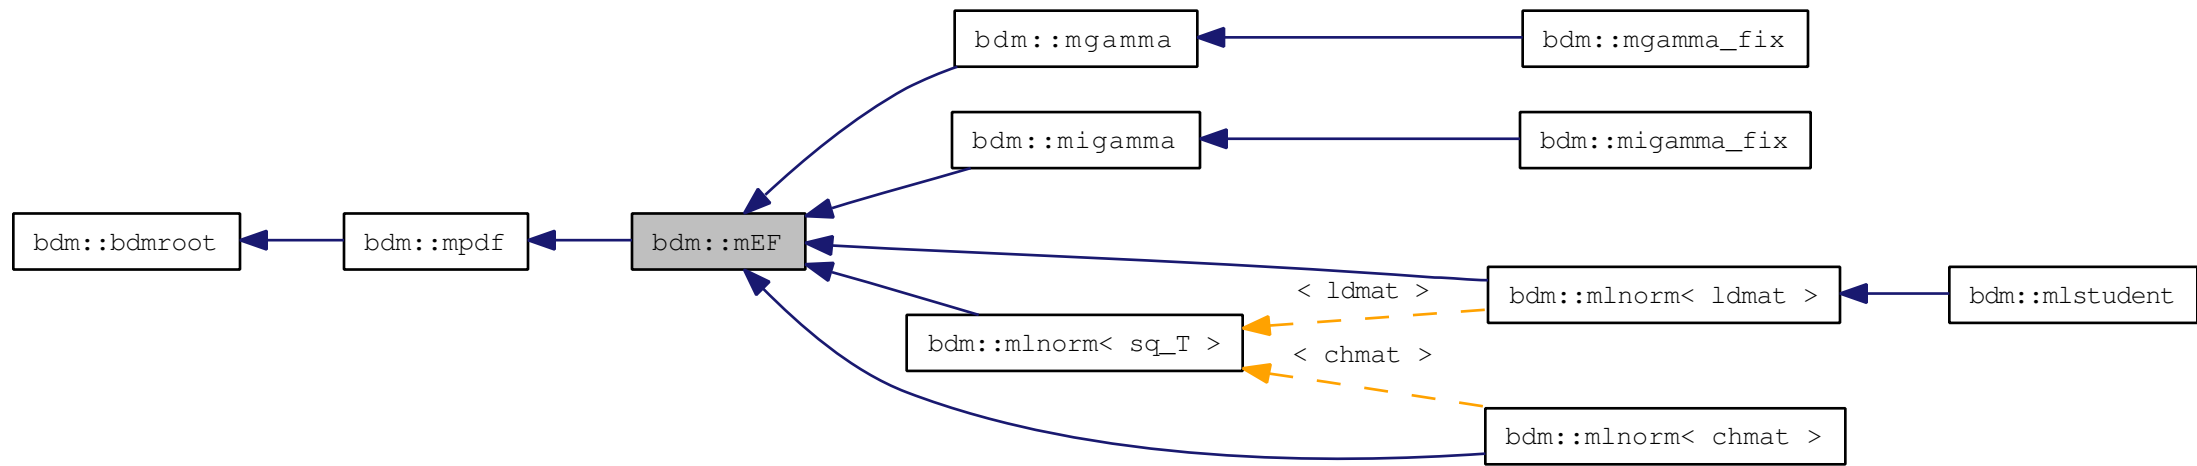 bdm::mgamma
bdm::mgamma_fix
bdm::migamma
bdm::migamma_fix
bdm::bdmroot
bdm::mpdf
bdm::mEF
< ldmat >
bdm::mlnorm< ldmat >
bdm::mlstudent
bdm::mlnorm< sq_T >
< chmat >
bdm::mlnorm< chmat >